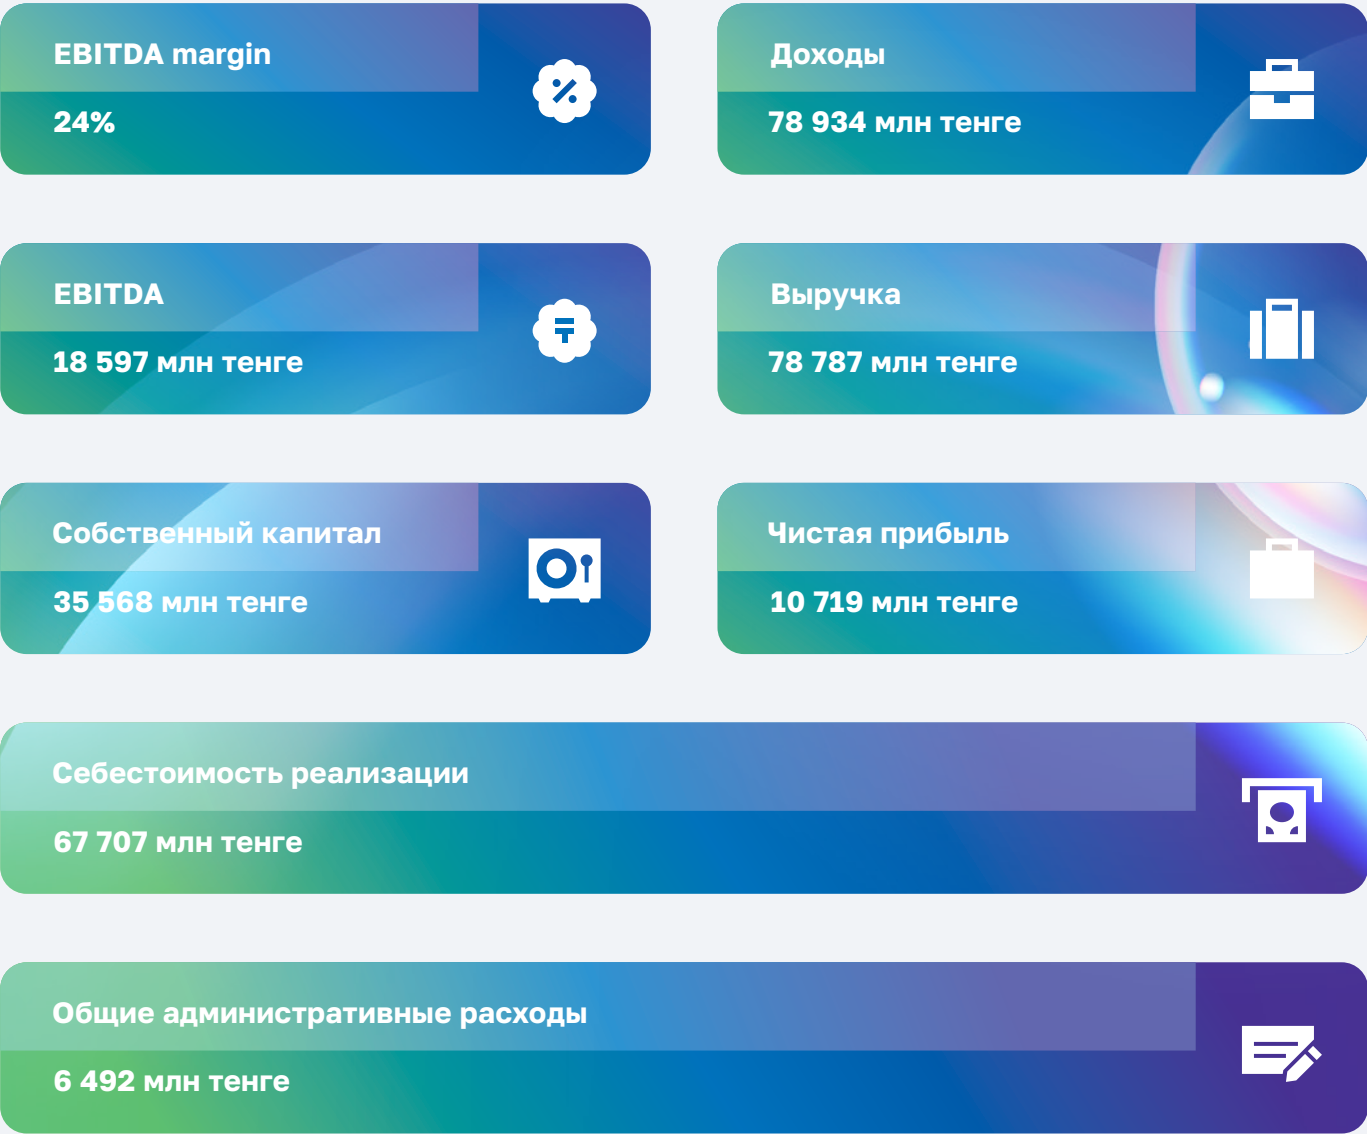 EBITDA margin
24%
Доходы
78 934 млн тенге
EBITDA
18 597 млн тенге
Выручка
78 787 млн тенге
Собственный капитал
35 568 млн тенге
Чистая прибыль
10 719 млн тенге
Себестоимость реализации
67 707 млн тенге
Общие административные расходы
6 492 млн тенге